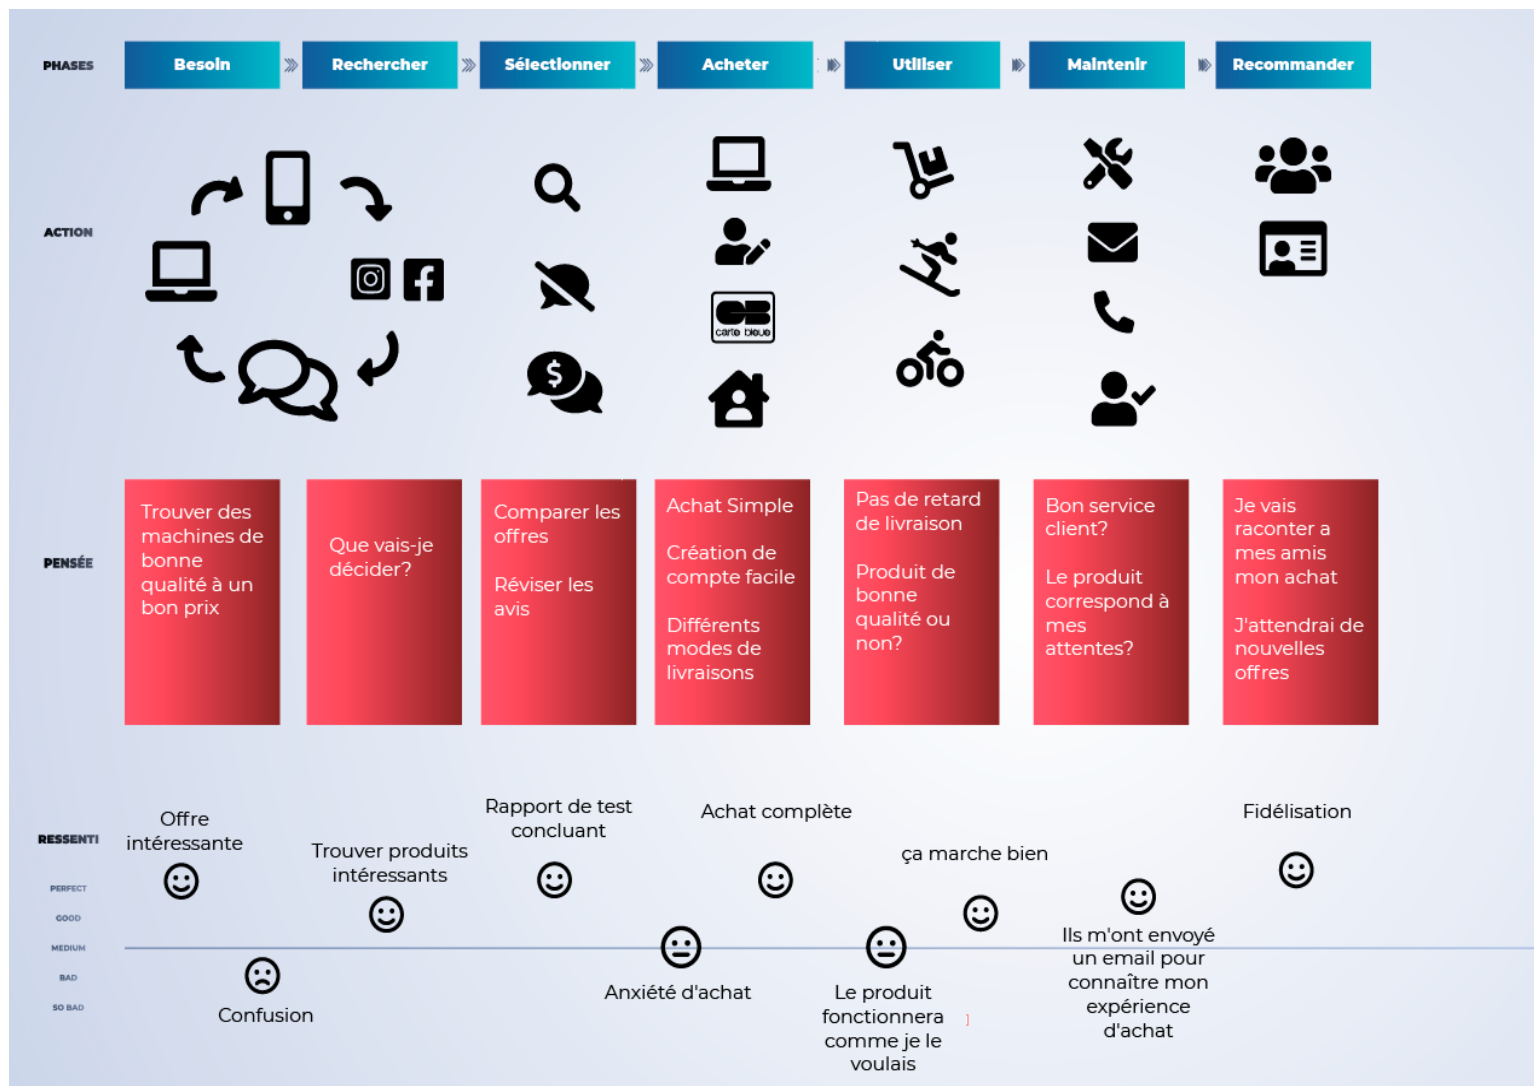 PHASES
Besoin
Rechercher
Sélectionner
Acheter
Utiliser
Maintenir
Recommander
ACTION
carte bleue
PENSÉE
Trouver des
machines de
bonne
qualité à un
bon prix
Que vais-je
décider?
Comparer les
offres
Réviser les
avis
Achat Simple
Création de
compte facile
Différents
modes de
livraisons
Pas de retard
de livraison
Produit de
bonne
qualité ou
non?
Bon service
client?
Le produit
correspond à
mes
attentes?
Je vais
raconter a
mes amis
mon achat
J'attendrai de
nouvelles
offres
RESSENTI
PERFECT
GOOD
MEDIUM
BAD
SO BAD
Offre
intéressante
Confusion
Trouver produits
intéressants
Rapport de test
concluant
Anxiété d'achat
Achat complète
Le produit
fonctionnera
comme je le
voulais
ça marche bien
Ils m'ont envoyé
un email pour
connaître mon
expérience
d'achat
Fidélisation